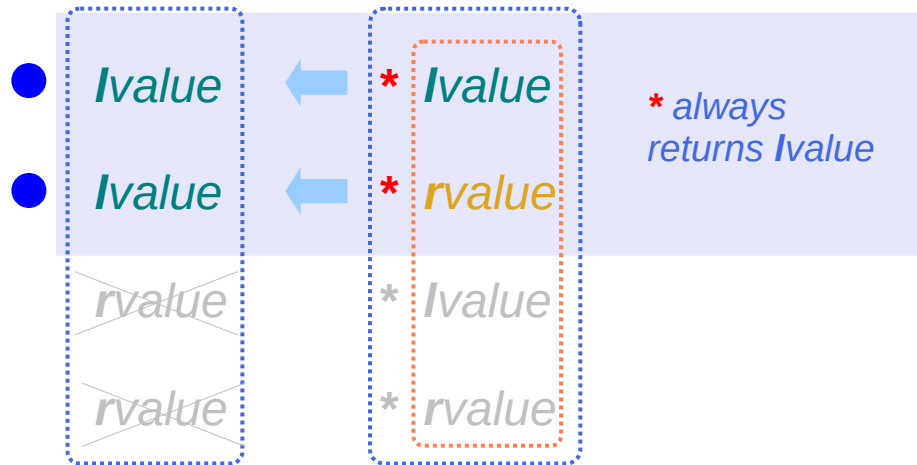 lvalue * lvalue
* always
returns lvalue
lvalue * rvalue
rvalue * lvalue
rvalue * rvalue